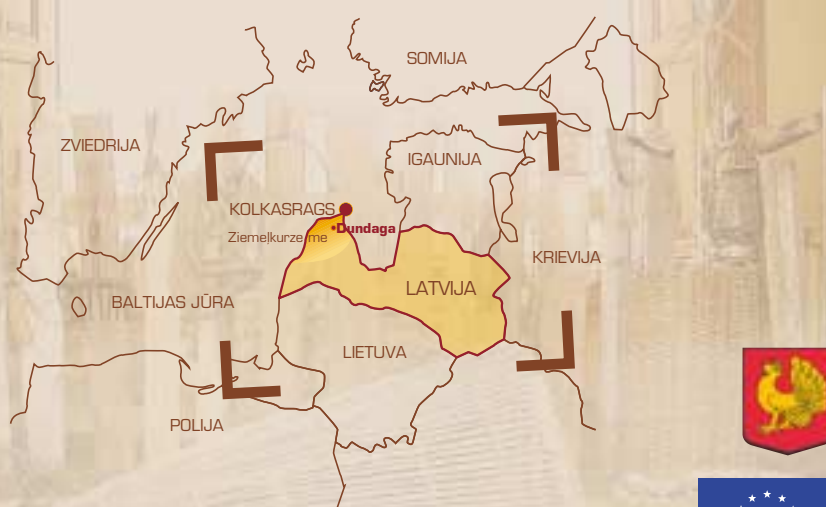 SOMIJA
ZVIEDRIJA
IGAUNIJA
KOLKASRAGS
Dundaga
Ziemeļkurzeme
KRIEVIJA
LATVIJA
BALTIJAS JŪRA
LIETUVA
POLIJA